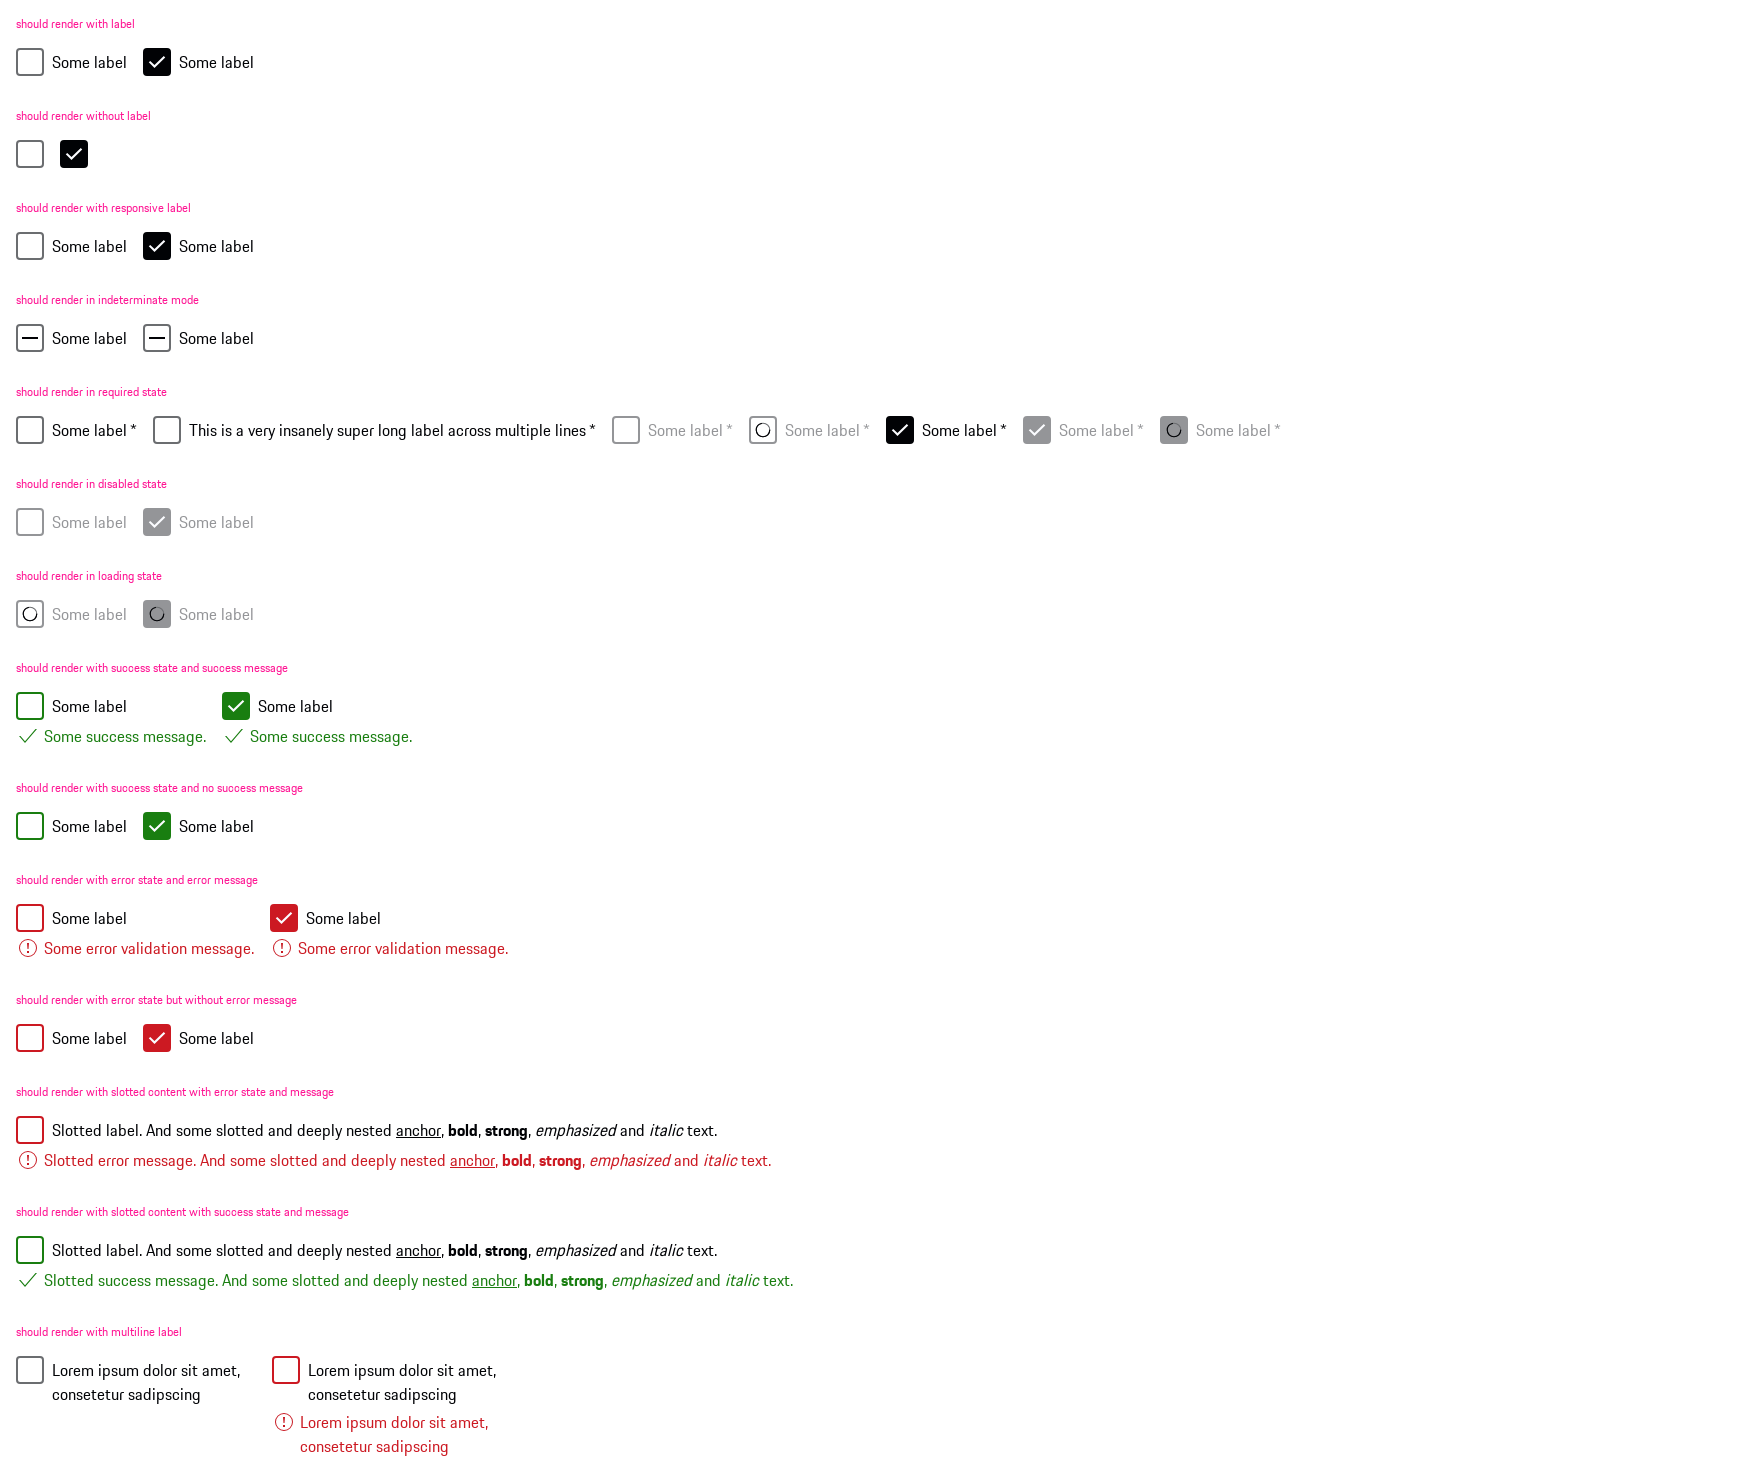 should render with label
Some label Some label
should render without label
should render with responsive label
Some label Some label
should render in indeterminate mode
Some label Some label
should render in required state
Some label * This is a very insanely super long label across multiple lines * Some label * Some label * Some label * Some label * Some label *
should render in disabled state
Some label Some label
should render in loading state
Some label Some label
should render with success state and success message
Some label Some label
Some success message. Some success message.
should render with success state and no success message
Some label Some label
should render with error state and error message
Some label Some label
Some error validation message. Some error validation message.
should render with error state but without error message
Some label Some label
should render with slotted content with error state and message
Slotted label. And some slotted and deeply nested anchor, bold, strong, emphasized and italic text.
Slotted error message. And some slotted and deeply nested anchor, bold, strong, emphasized and italic text.
should render with slotted content with success state and message
Slotted label. And some slotted and deeply nested anchor, bold, strong, emphasized and italic text.
Slotted success message. And some slotted and deeply nested anchor, bold, strong, emphasized and italic text.
should render with multiline label
Lorem ipsum dolor sit amet,
consetetur sadipscing
Lorem ipsum dolor sit amet,
consetetur sadipscing
Lorem ipsum dolor sit amet,
consetetur sadipscing